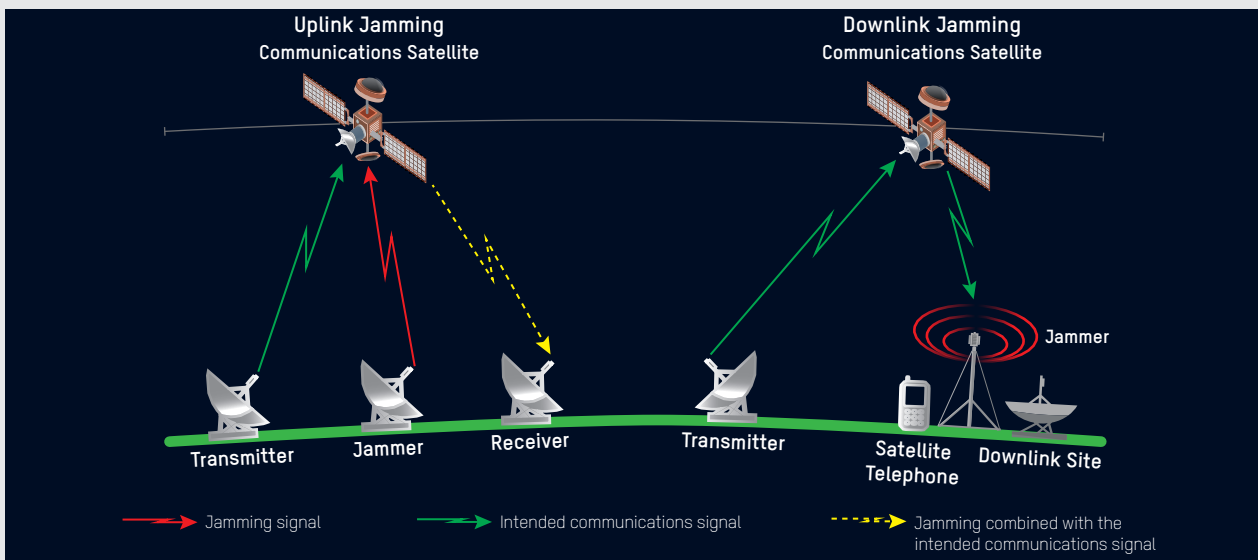 Uplink Jamming
Communications Satellite
Downlink Jamming
Communications Satellite
Jammer
Transmitter
Jammer
Receiver
Transmitter
Satellite
Telephone
Downlink Site
Jamming signal
Intended communications signal
Jamming combined with the
intended communications signal